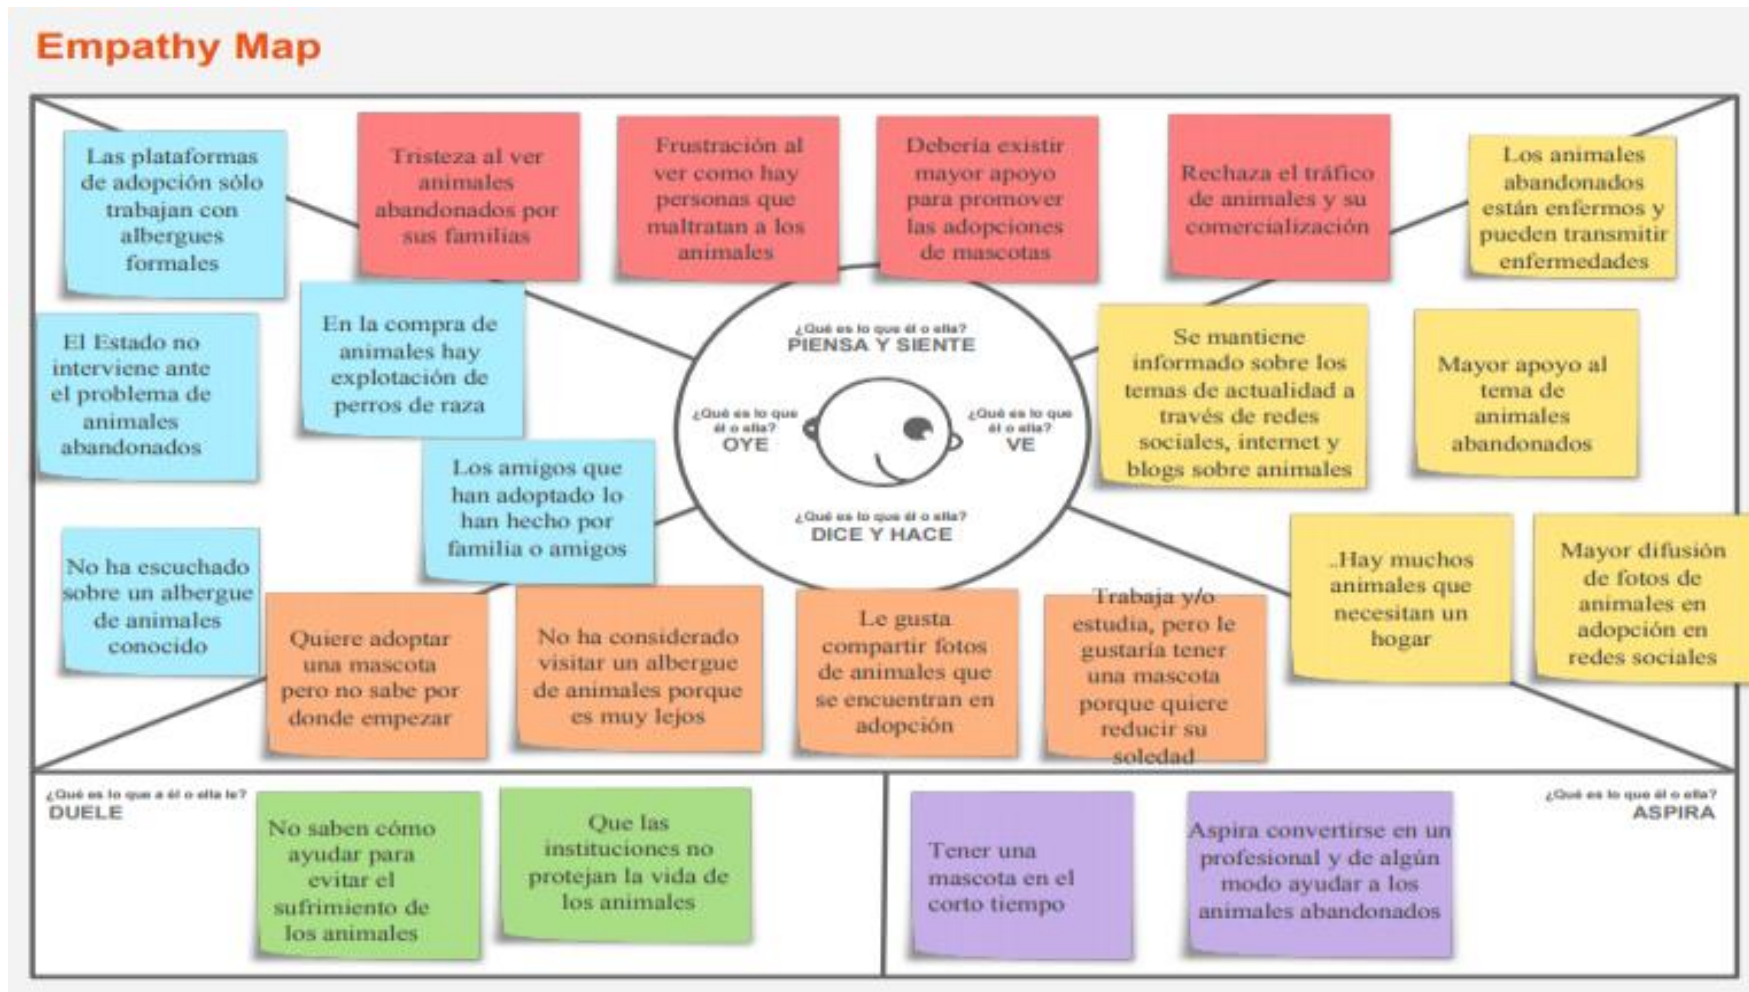 Empathy Map
Las plataformas
de adopción sólo
trabajan con
albergues
formales
Tristeza al ver
animales
abandonados por
sus familias
Frustración al
ver como hay
personas que
maltratan a los
animales
Debería existir
mayor apoyo
para promover
las adopciones
de mascotas
Rechaza el tráfico
de animales y su
comercialización
Los animales
abandonados
están enfermos y
pueden transmitir
enfermedades
El Estado no
interviene ante
el problema de
animales
abandonados
En la compra de
animales hay
explotación de
perros de raza
Los amigos que
han adoptado lo
han hecho por
familia o amigos
No ha escuchado
sobre un albergue
de animales
conocido
¿Qué es lo que él o ella?
PIENSA Y SIENTE
¿Qué es lo que
él o ella?
OYE
¿Qué es lo que
él o ella?
VE
¿Qué es lo que él o ella?
DICE Y HACE
Se mantiene
informado sobre los
temas de actualidad a
través de redes
sociales, internet y
blogs sobre animales
Mayor apoyo al
tema de
animales
abandonados
..Hay muchos
animales que
necesitan un
hogar
Mayor difusión
de fotos de
animales en
adopción en
redes sociales
Quiere adoptar
una mascota
pero no sabe por
donde empezar
No ha considerado
visitar un albergue
de animales porque
es muy lejos
Le gusta
compartir fotos
de animales que
se encuentran en
adopción
Trabaja y/o
estudia, pero le
gustaría tener
una mascota
porque quiere
reducir su
soledad
¿Qué es lo que a él o ella le?
DUELE
No saben cómo
ayudar para
evitar el
sufrimiento de
los animales
Que las
instituciones no
protejan la vida de
los animales
¿Qué es lo que él o ella?
ASPIRA
Tener una
mascota en el
corto tiempo
Aspira convertirse en un
profesional y de algún
modo ayudar a los
animales abandonados